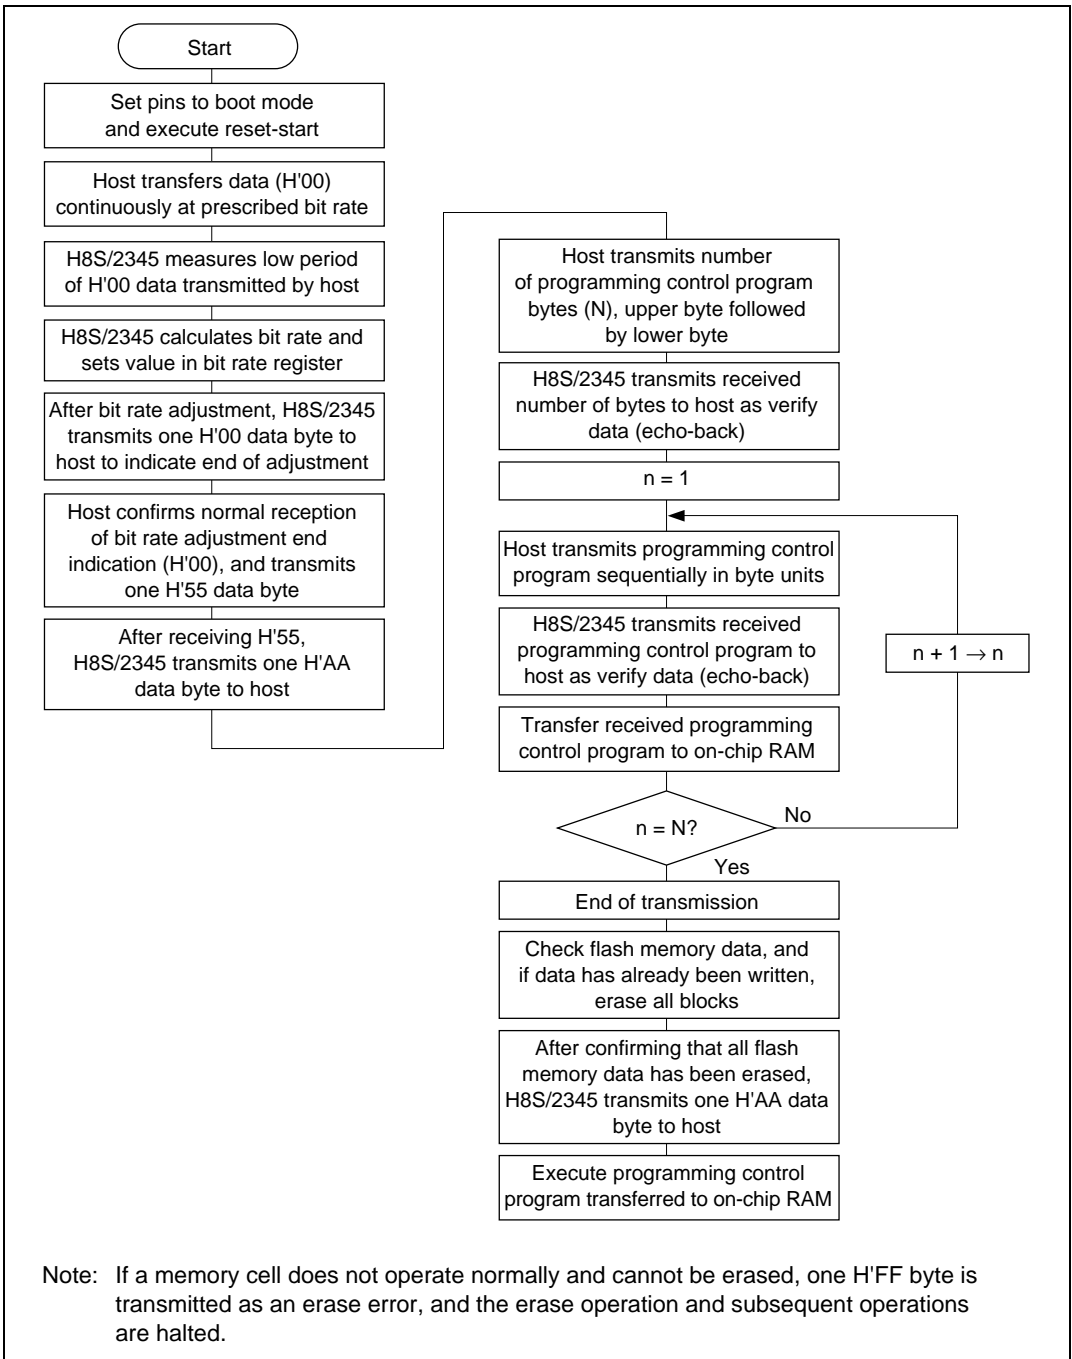 Start
Set pins to boot mode
and execute reset-start
Host transfers data (H'00)
continuously at prescribed bit rate
H8S/2345 measures low period
of H'00 data transmitted by host
H8S/2345 calculates bit rate and
sets value in bit rate register
After bit rate adjustment, H8S/2345
transmits one H'00 data byte to
host to indicate end of adjustment
Host confirms normal reception
of bit rate adjustment end
indication (H'00), and transmits
one H'55 data byte
After receiving H'55,
H8S/2345 transmits one H'AA
data byte to host
Host transmits number
of programming control program
bytes (N), upper byte followed
by lower byte
H8S/2345 transmits received
number of bytes to host as verify
data (echo-back)
n = 1
Host transmits programming control
program sequentially in byte units
H8S/2345 transmits received
programming control program to
host as verify data (echo-back)
n + 1 → n
Transfer received programming
control program to on-chip RAM
n = N?
No
Yes
End of transmission
Check flash memory data, and
if data has already been written,
erase all blocks
After confirming that all flash
memory data has been erased,
H8S/2345 transmits one H'AA data
byte to host
Execute programming control
program transferred to on-chip RAM
Note: If a memory cell does not operate normally and cannot be erased, one H'FF byte is
transmitted as an erase error, and the erase operation and subsequent operations
are halted.